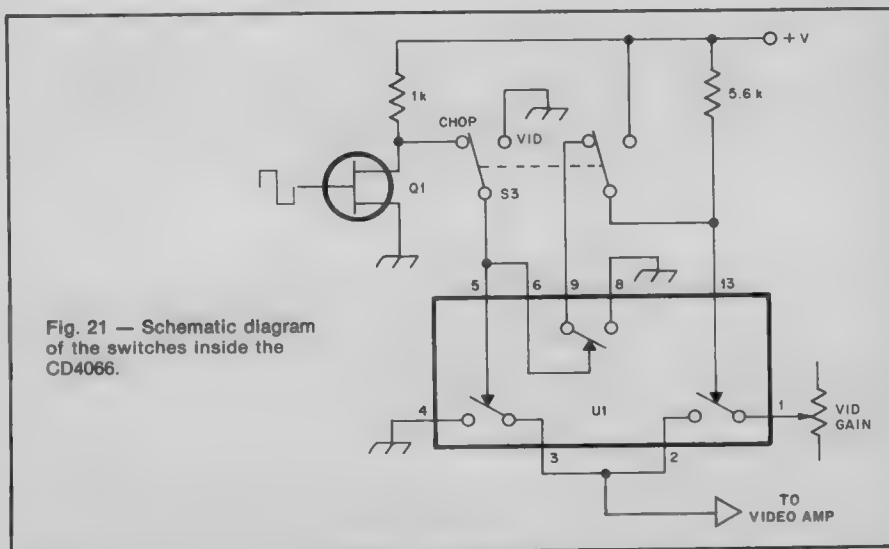 + V
1k
5.6 k
CHOP
VID
Q1
S3
5
6
9
8
13
Fig. 21 — Schematic diagram
of the switches inside the
CD4066.
4
U1
1
VID
GAIN
3
2
TO
VIDEO AMP